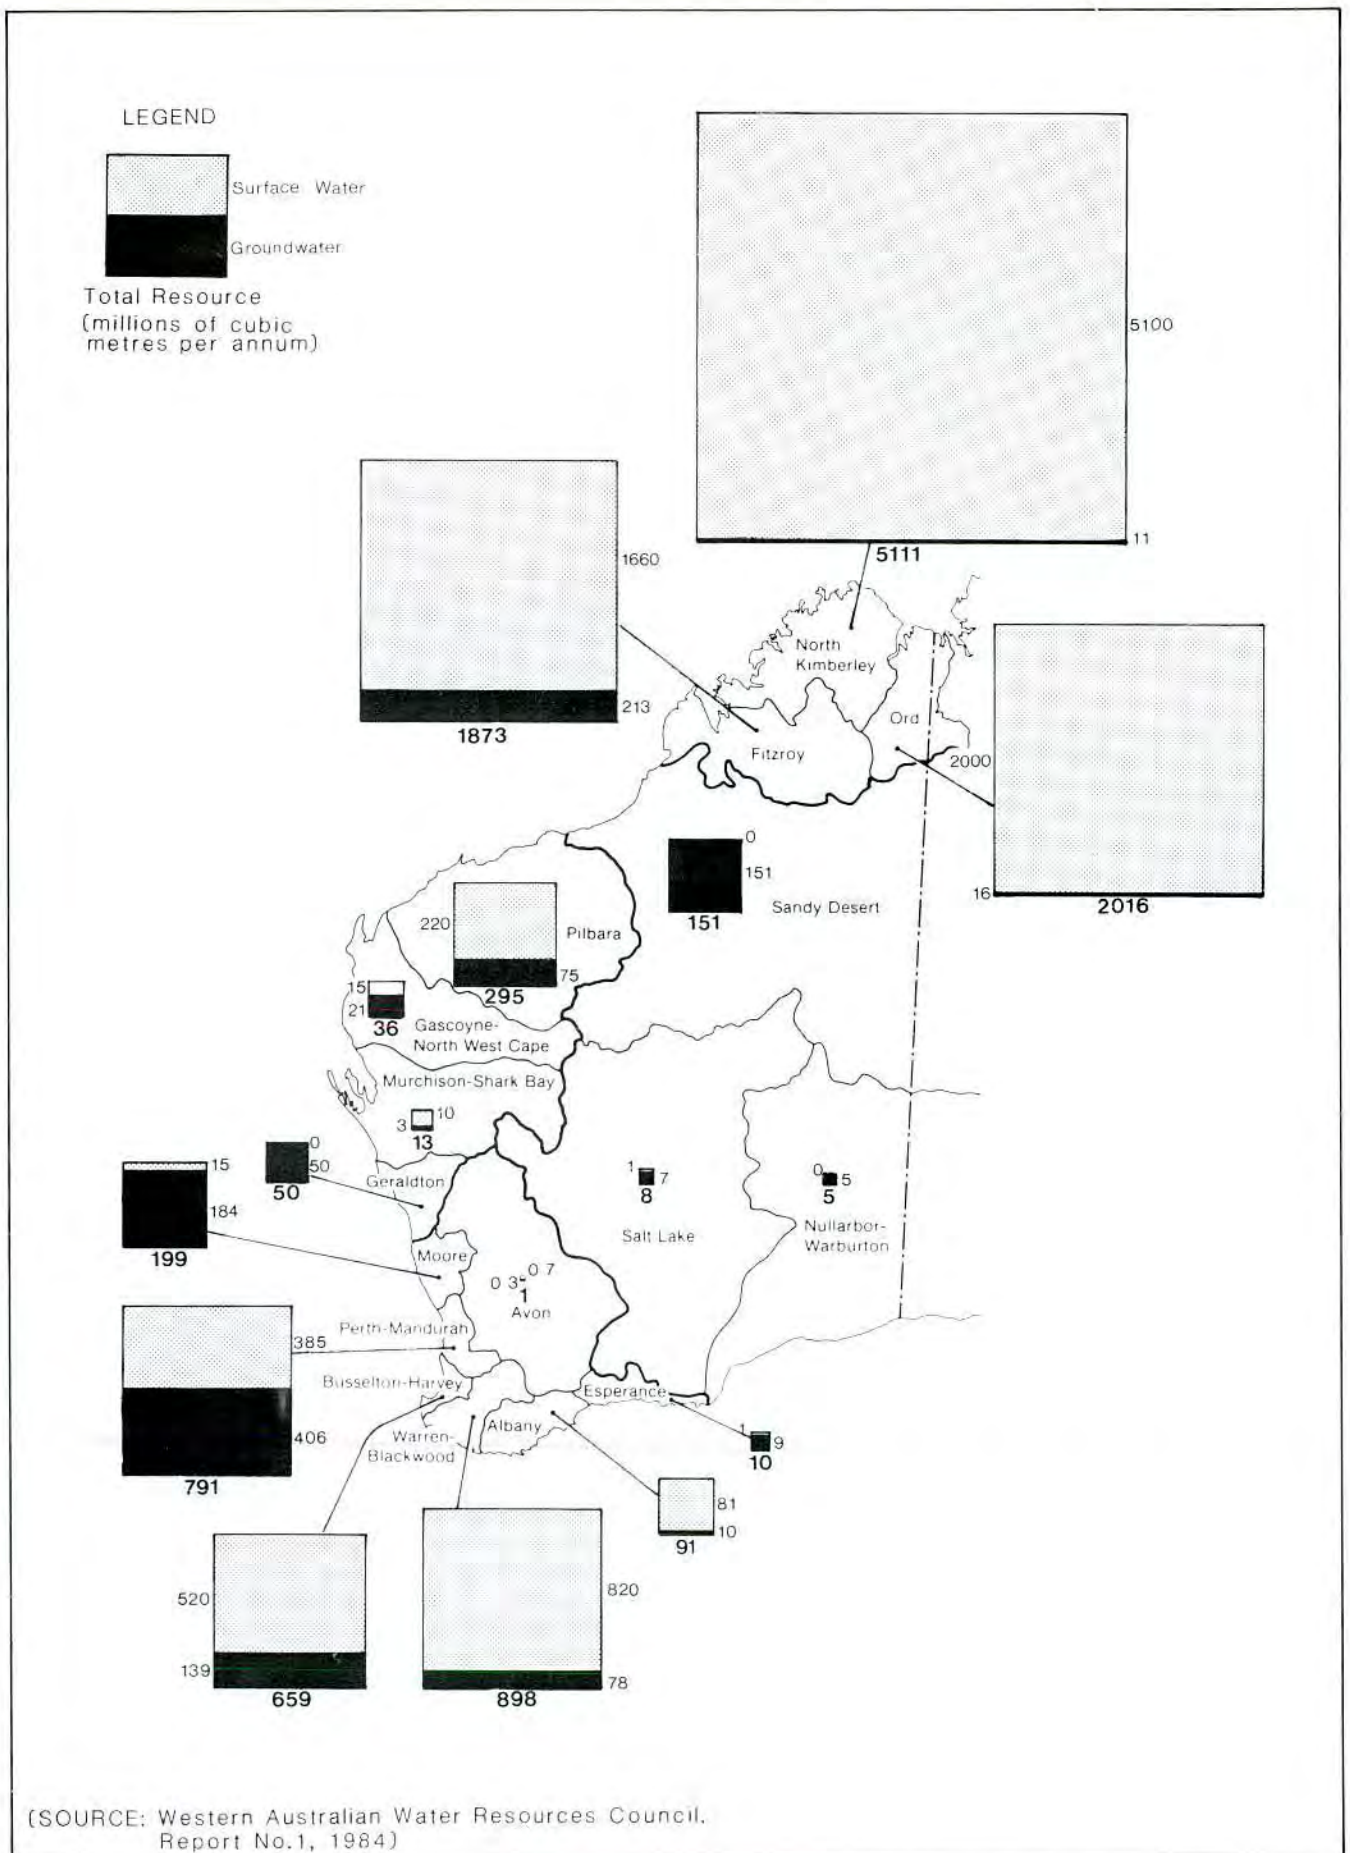 LEGEND
Surface Water
Groundwater
Total Resource
(millions of cubic
metres per annum)
5100
11
5111
1660
213
1873
North
Kimberley
Ord
Fitzroy
2000
16
2016
0
151
151
Sandy Desert
220
Pilbara
75
295
15
21
36
Gascoyne-
North West Cape
Murchison-Shark Bay
3
10
13
0
50
50
Geraldton
15
184
199
1
7
8
Salt Lake
0
5
5
Nullarbor-
Warburton
Moore
0 3
0 7
1
Avon
Perth-Mandurah
385
406
791
Busselton-Harvey
Esperance
1
9
10
Albany
Warren-
Blackwood
81
10
91
520
139
659
820
78
898
(SOURCE: Western Australian Water Resources Council.
Report No.1, 1984)